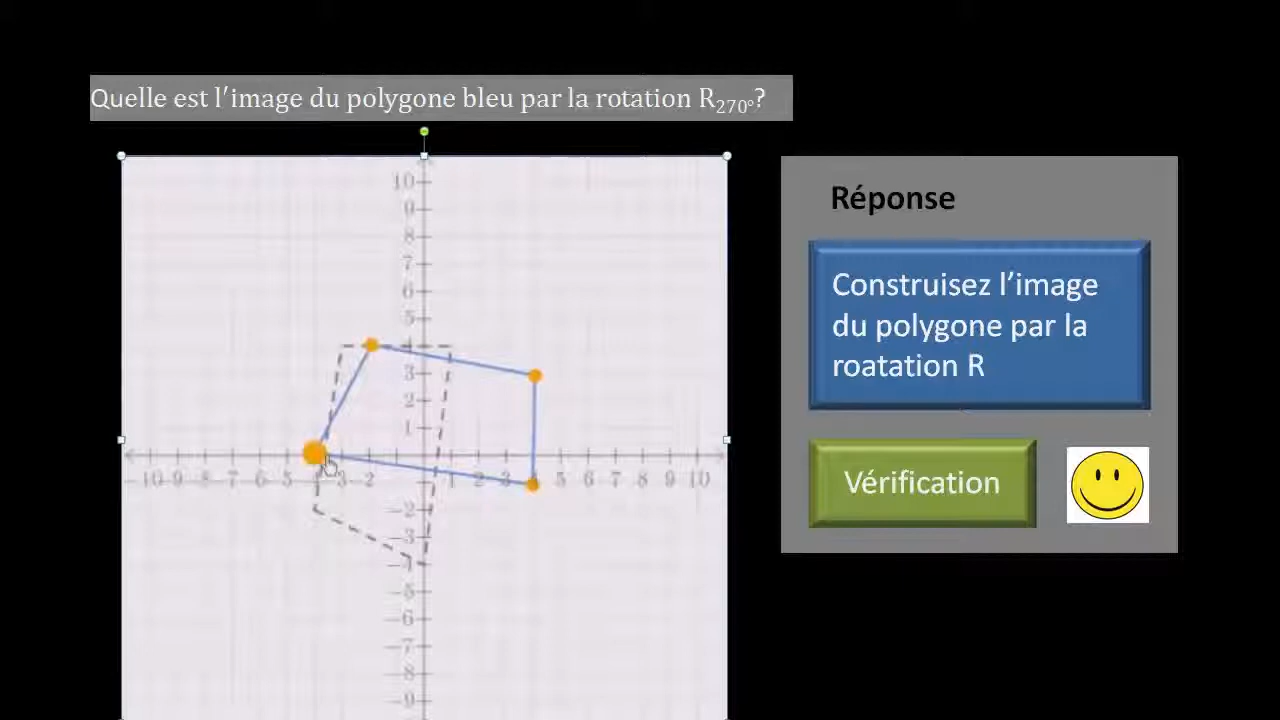 Quelle est l'image du polygone bleu par la rotation R270°?
Réponse
Construisez l'image
du polygone par la
roatation R
Vérification
10
9
8
7
6
5
4
3
2
1
-10 9 8 7 6 5 3 2 1 2 3 4 5 6 7 8 9 10
-2
-3
-4
-5
-6
-7
-8
-9